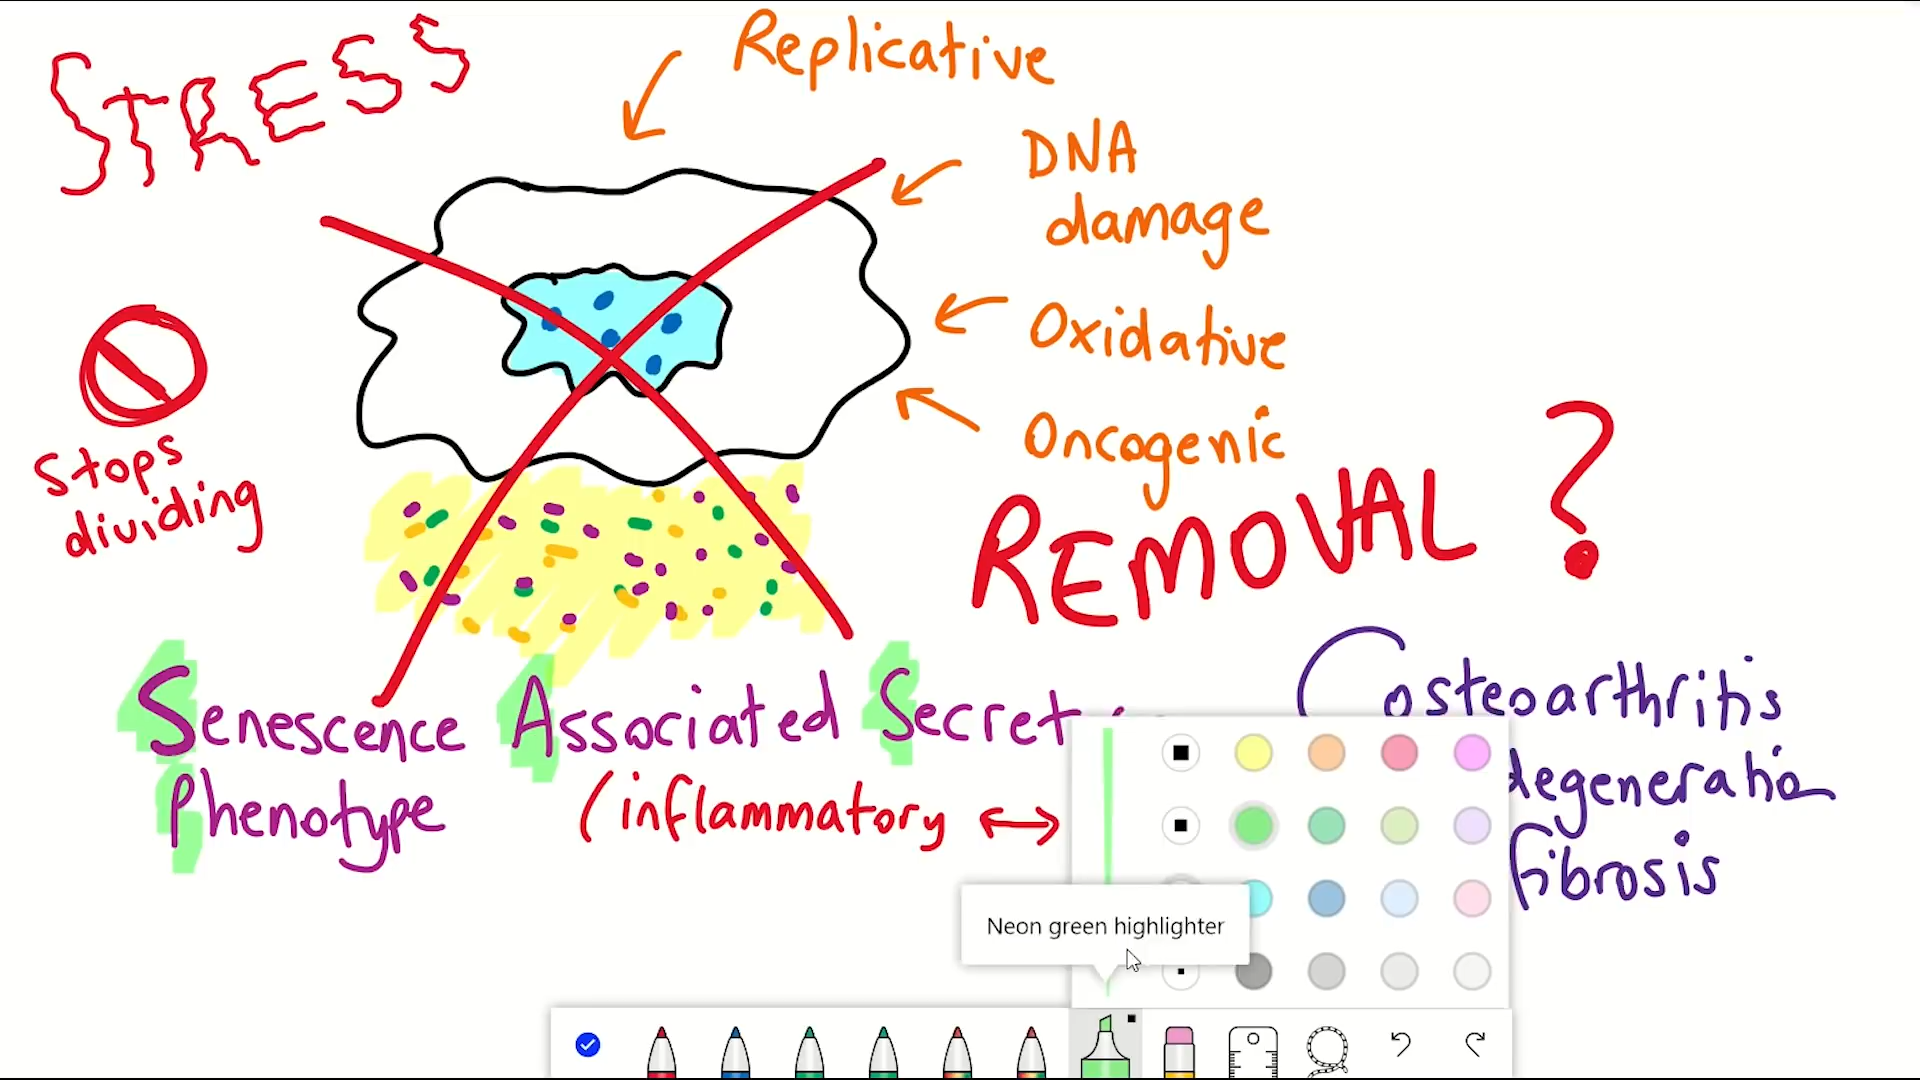 STRESS
Replicative
DNA
damage
Oxidative
Oncogenic
Stops
dividing
REMOVAL ?
Senescence Associated Secret
Phenotype
(inflammatory ↔
osteoarthritis
degeneration
fibrosis
Neon green highlighter